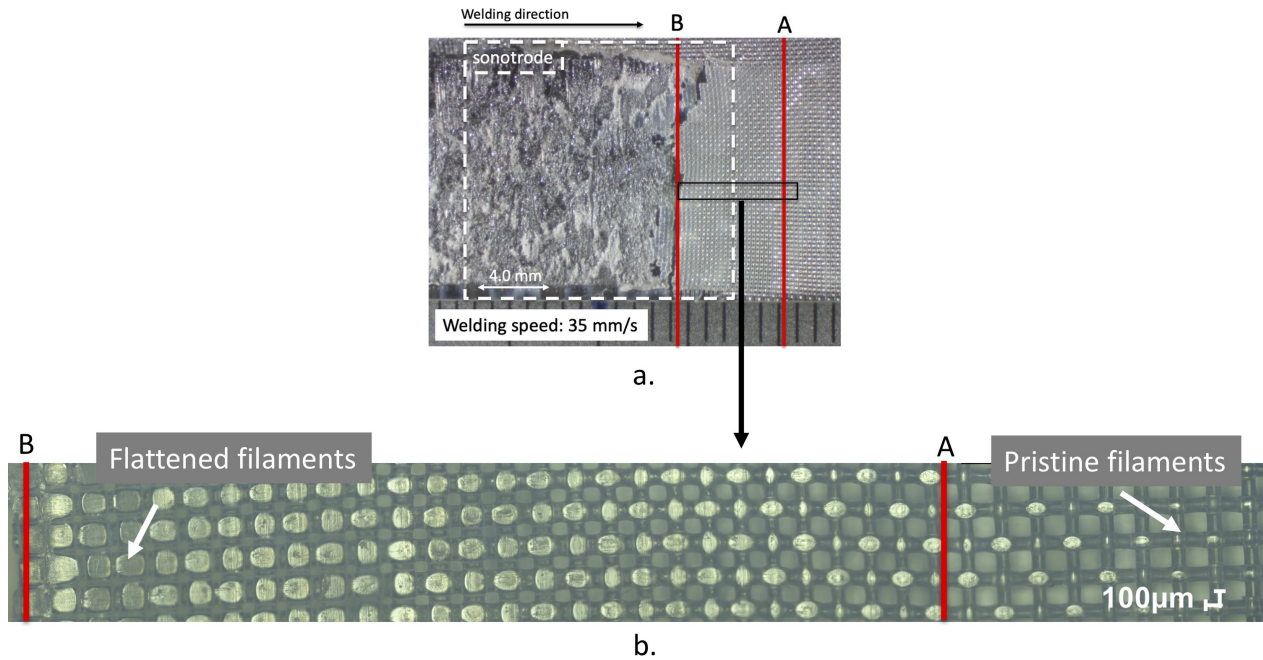 Welding direction
B
A
sonotrode
4.0 mm
Welding speed: 35 mm/s
a.
B
Flattened filaments
A
Pristine filaments
100µm
b.